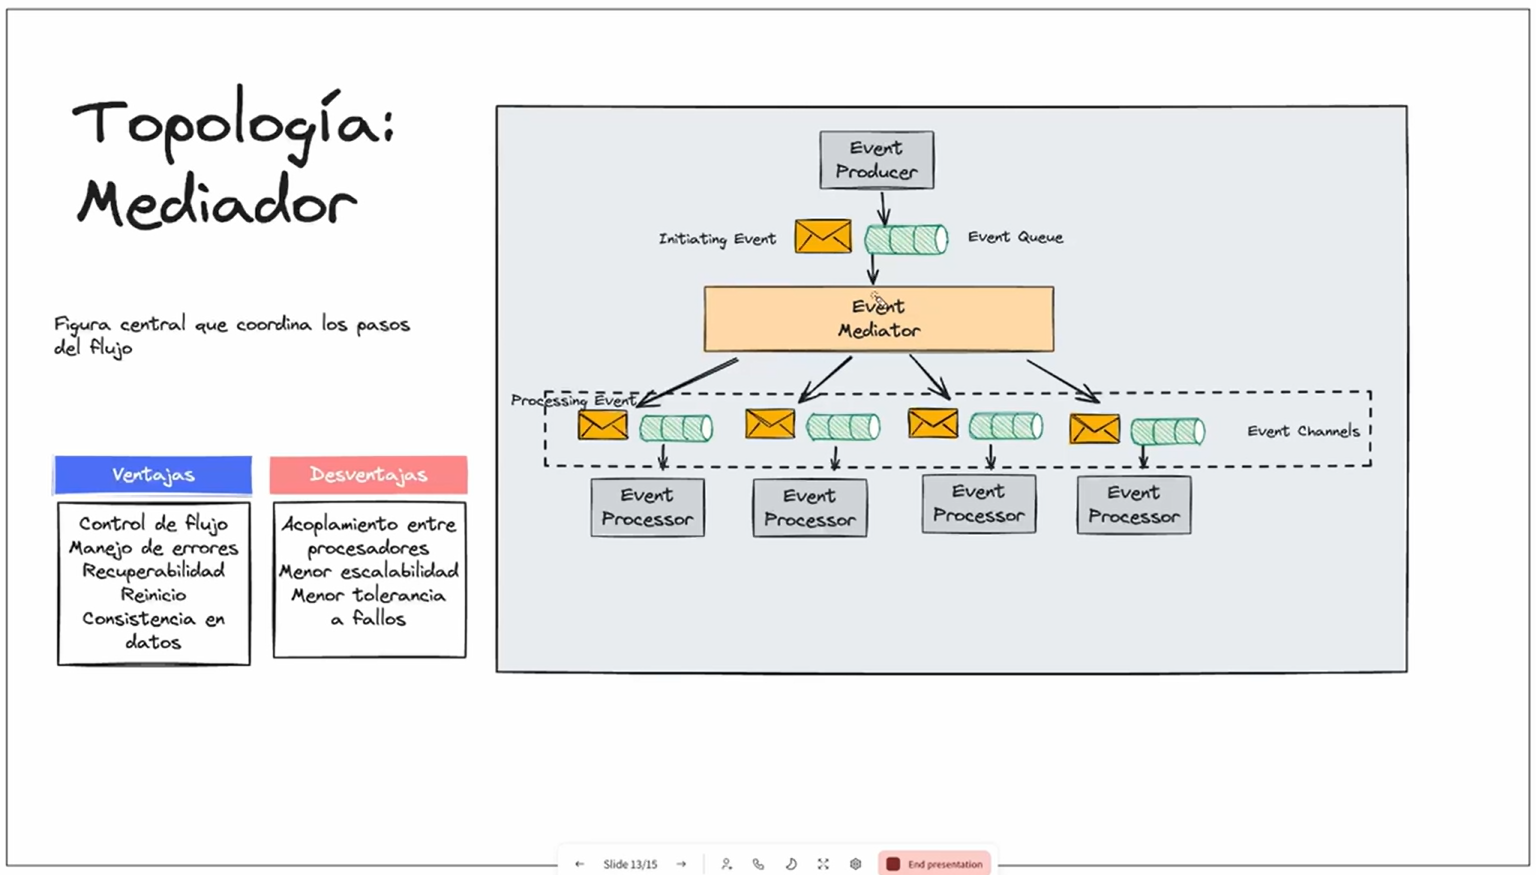 Topología:
Mediador
Figura central que coordina los pasos
del flujo
Ventajas
Control de flujo
Manejo de errores
Recuperabilidad
Reinicio
Consistencia en
datos
Desventajas
Acoplamiento entre
procesadores
Menor escalabilidad
Menor tolerancia
a fallos
Event
Producer
Initiating Event
Event Queue
Event
Mediator
Processing Event
Event Channels
Event
Processor
Event
Processor
Event
Processor
Event
Processor
Slide 13/15
End presentation